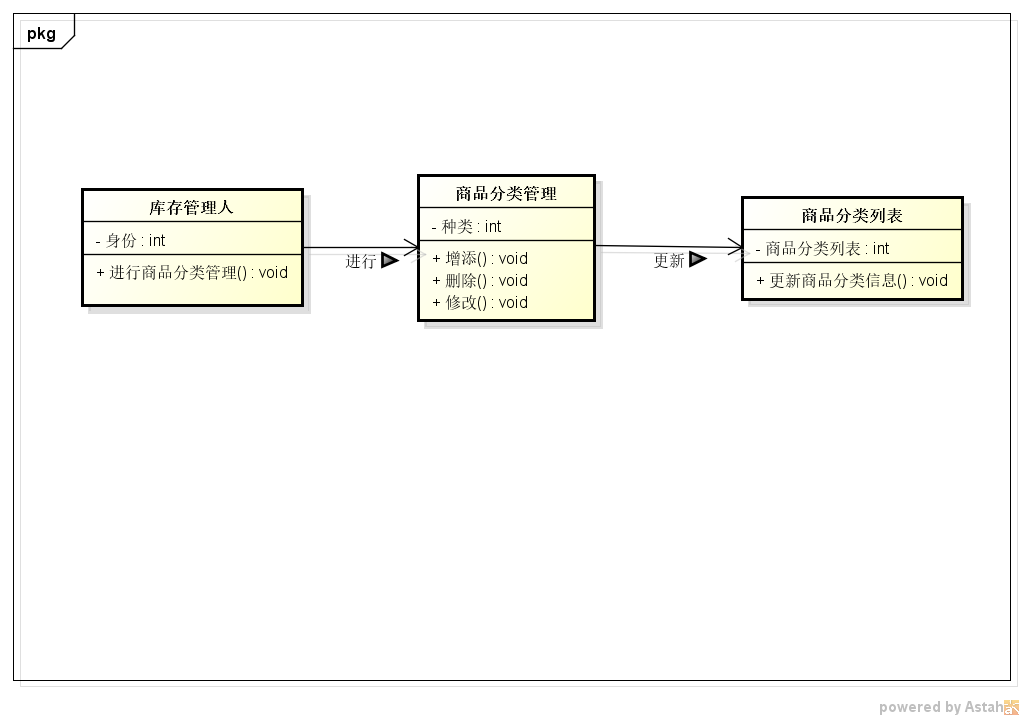 pkg
库存管理人
- 身份 : int
+ 进行商品分类管理() : void
进行
商品分类管理
- 种类 : int
+ 增添() : void
+ 删除() : void
+ 修改() : void
更新
商品分类列表
- 商品分类列表 : int
+ 更新商品分类信息() : void
powered by Astah